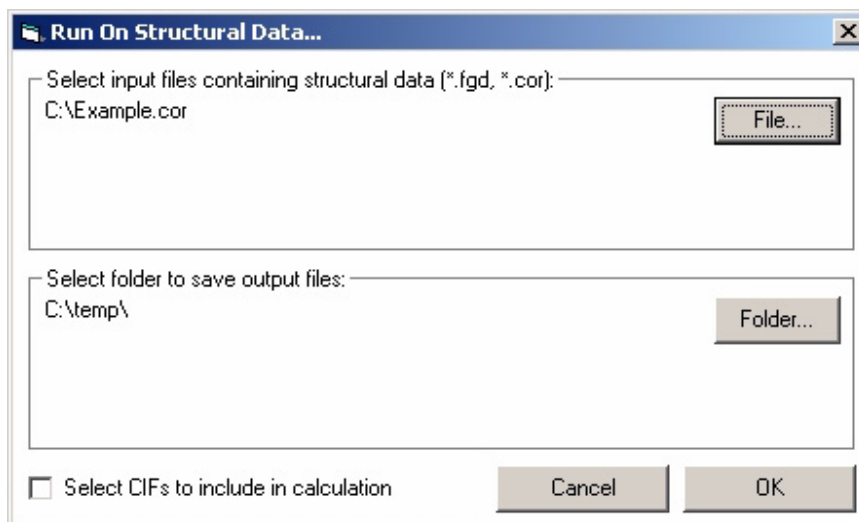 Run On Structural Data...
Select input files containing structural data (*.fgd, *.cor):
C:\Example.cor
File...
Select folder to save output files:
C:\temp\
Folder...
Select CIFs to include in calculation
Cancel
OK